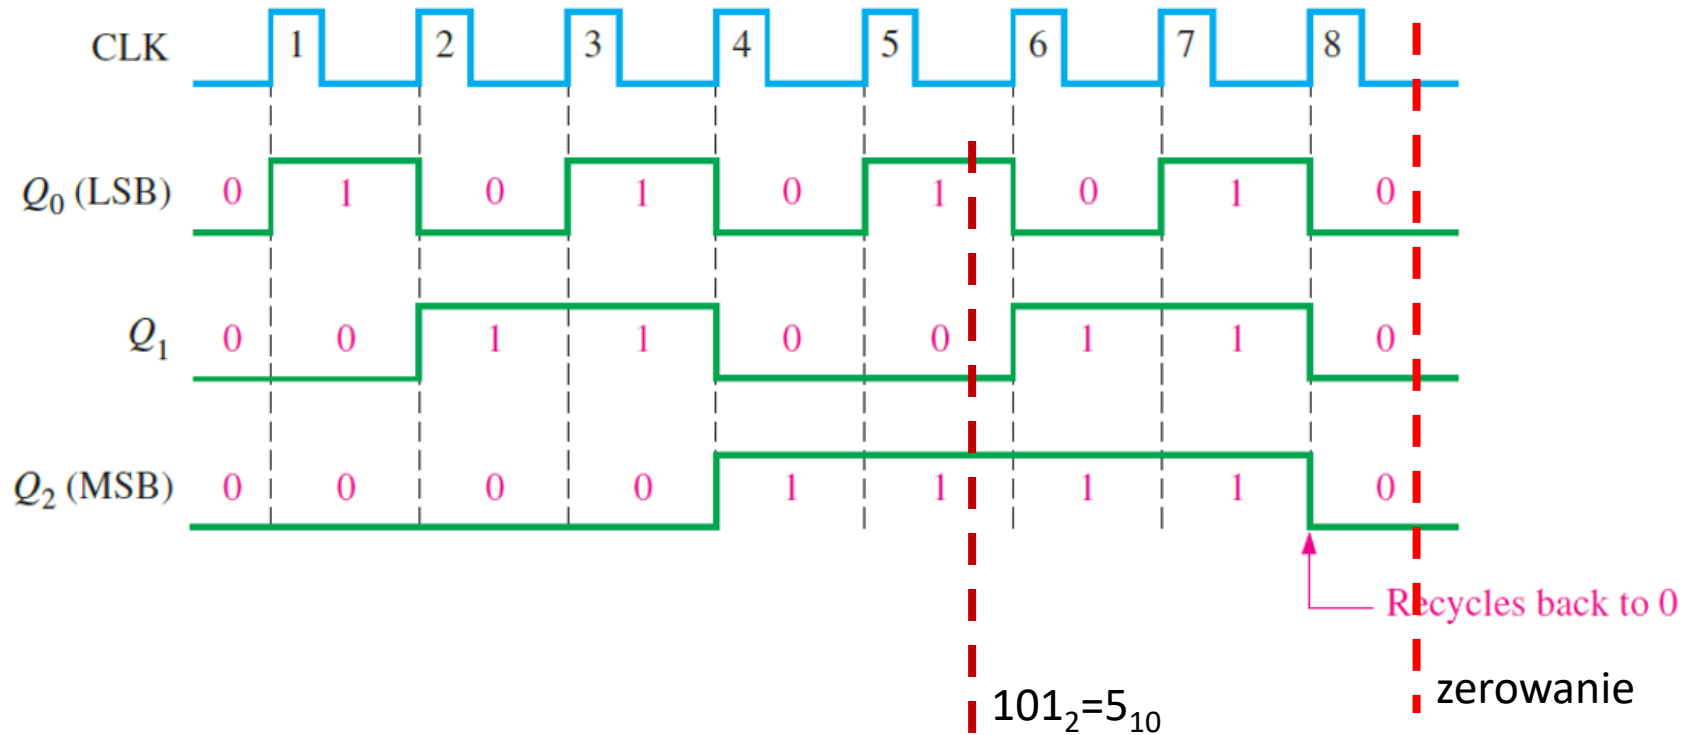 CLK 1 2 3 4 5 6 7 8
Q₀ (LSB) 0 1 0 1 0 1 0 1 0
Q₁ 0 0 1 1 0 0 1 1 0
Q₂ (MSB) 0 0 0 0 1 1 1 1 0
Recycles back to 0
101₂=5₁₀
zerowanie